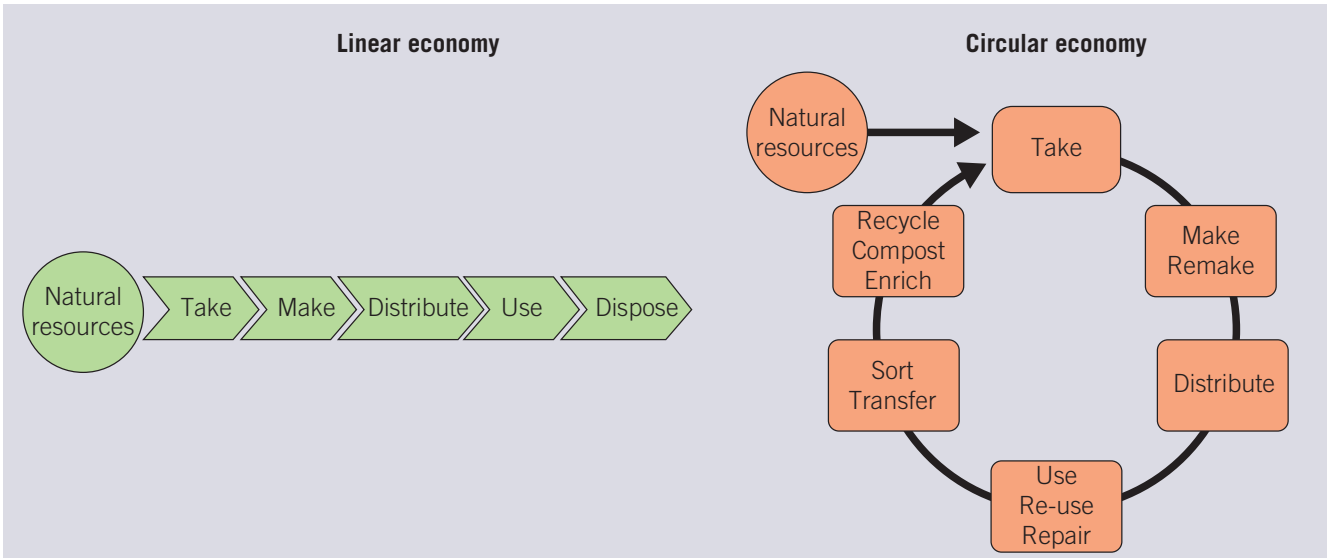 Linear economy
Natural
resources
Take
Make
Distribute
Use
Dispose
Circular economy
Natural
resources
Take
Make
Remake
Distribute
Use
Re-use
Repair
Sort
Transfer
Recycle
Compost
Enrich